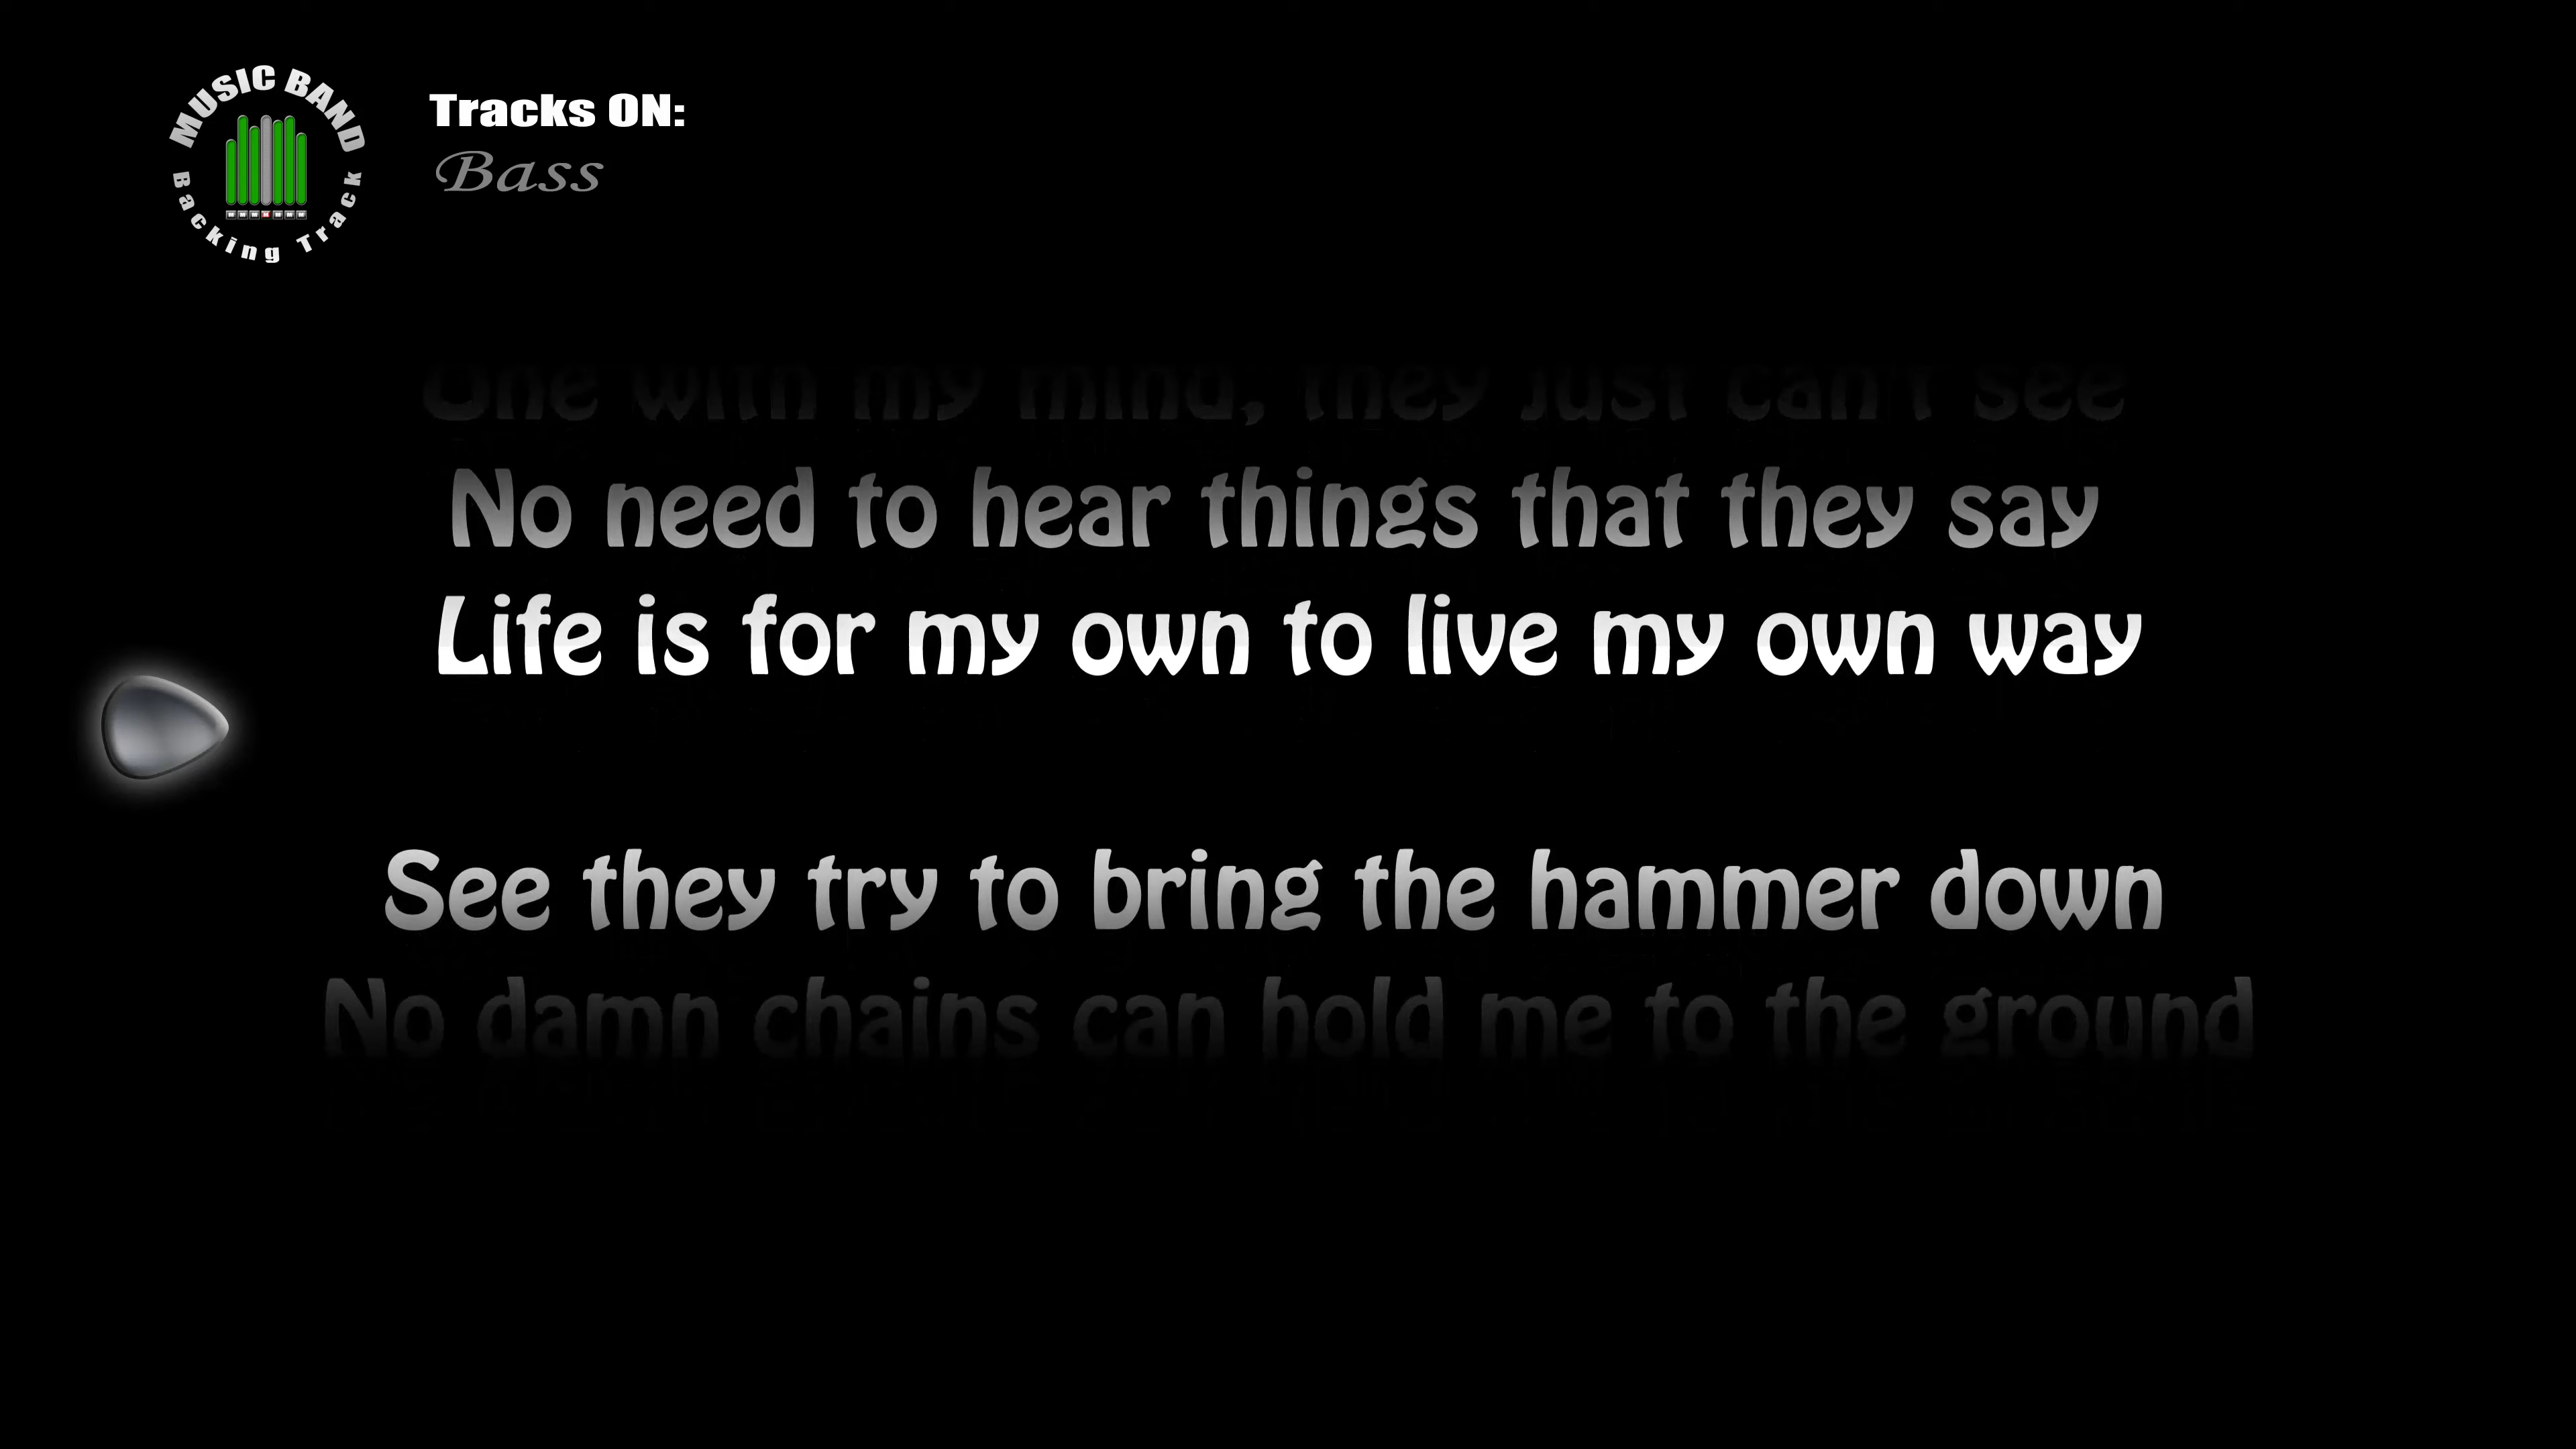 MUSIC BAND
Backing Track
Tracks ON:
Bass
One with my mind, they just can't see
No need to hear things that they say
Life is for my own to live my own way
See they try to bring the hammer down
No damn chains can hold me to the ground